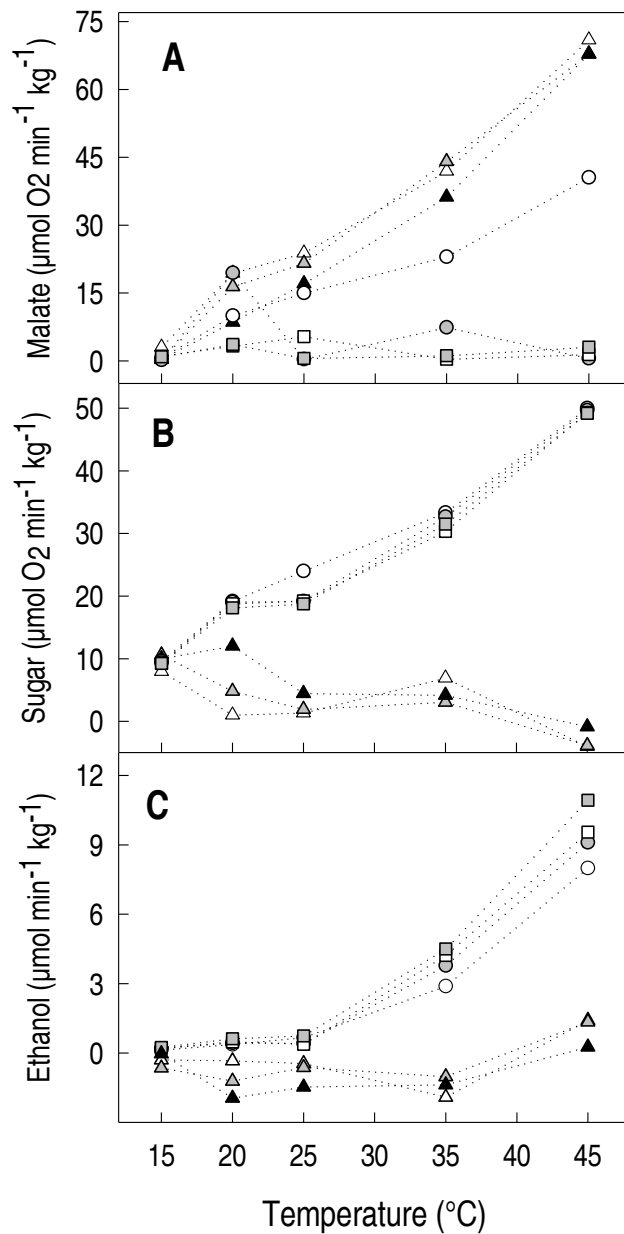 A
Malate (µmol O2 min⁻¹ kg⁻¹)
75
60
45
30
15
0
B
Sugar (µmol O₂ min⁻¹ kg⁻¹)
50
40
30
20
10
0
C
Ethanol (µmol min⁻¹ kg⁻¹)
12
9
6
3
0
15 20 25 30 35 40 45
Temperature (°C)